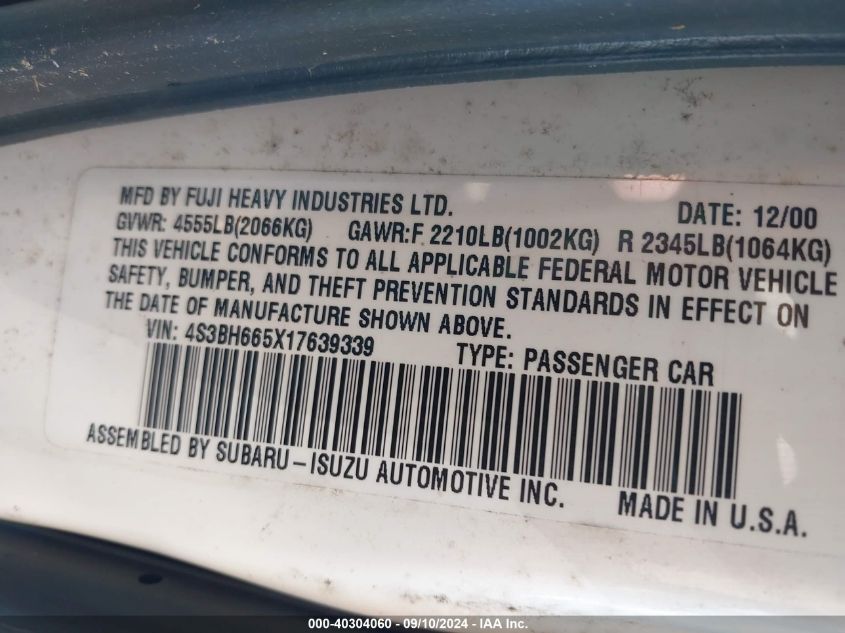 MFD BY FUJI HEAVY INDUSTRIES LTD. DATE: 12/00
GVWR: 4555LB(2066KG) GAWR:F 2210LB(1002KG) R 2345LB(1064KG)
THIS VEHICLE CONFORMS TO ALL APPLICABLE FEDERAL MOTOR VEHICLE
SAFETY, BUMPER, AND THEFT PREVENTION STANDARDS IN EFFECT ON
THE DATE OF MANUFACTURE SHOWN ABOVE.
VIN: 4S3BH665X17639339 TYPE: PASSENGER CAR
ASSEMBLED BY SUBARU-ISUZU AUTOMOTIVE INC. MADE IN U.S.A.
000-40304060 - 09/10/2024 - IAA Inc.